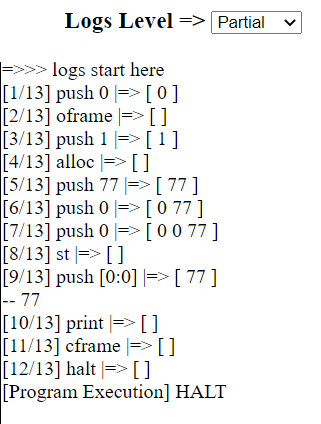 Logs Level => Partial
=>>> logs start here
[1/13] push 0 |=> [ 0 ]
[2/13] oframe |=> [ ]
[3/13] push 1 |=> [ 1 ]
[4/13] alloc |=> [ ]
[5/13] push 77 |=> [ 77 ]
[6/13] push 0 |=> [ 0 77 ]
[7/13] push 0 |=> [ 0 0 77 ]
[8/13] st |=> [ ]
[9/13] push [0:0] |=> [ 77 ]
-- 77
[10/13] print |=> [ ]
[11/13] cframe |=> [ ]
[12/13] halt |=> [ ]
[Program Execution] HALT